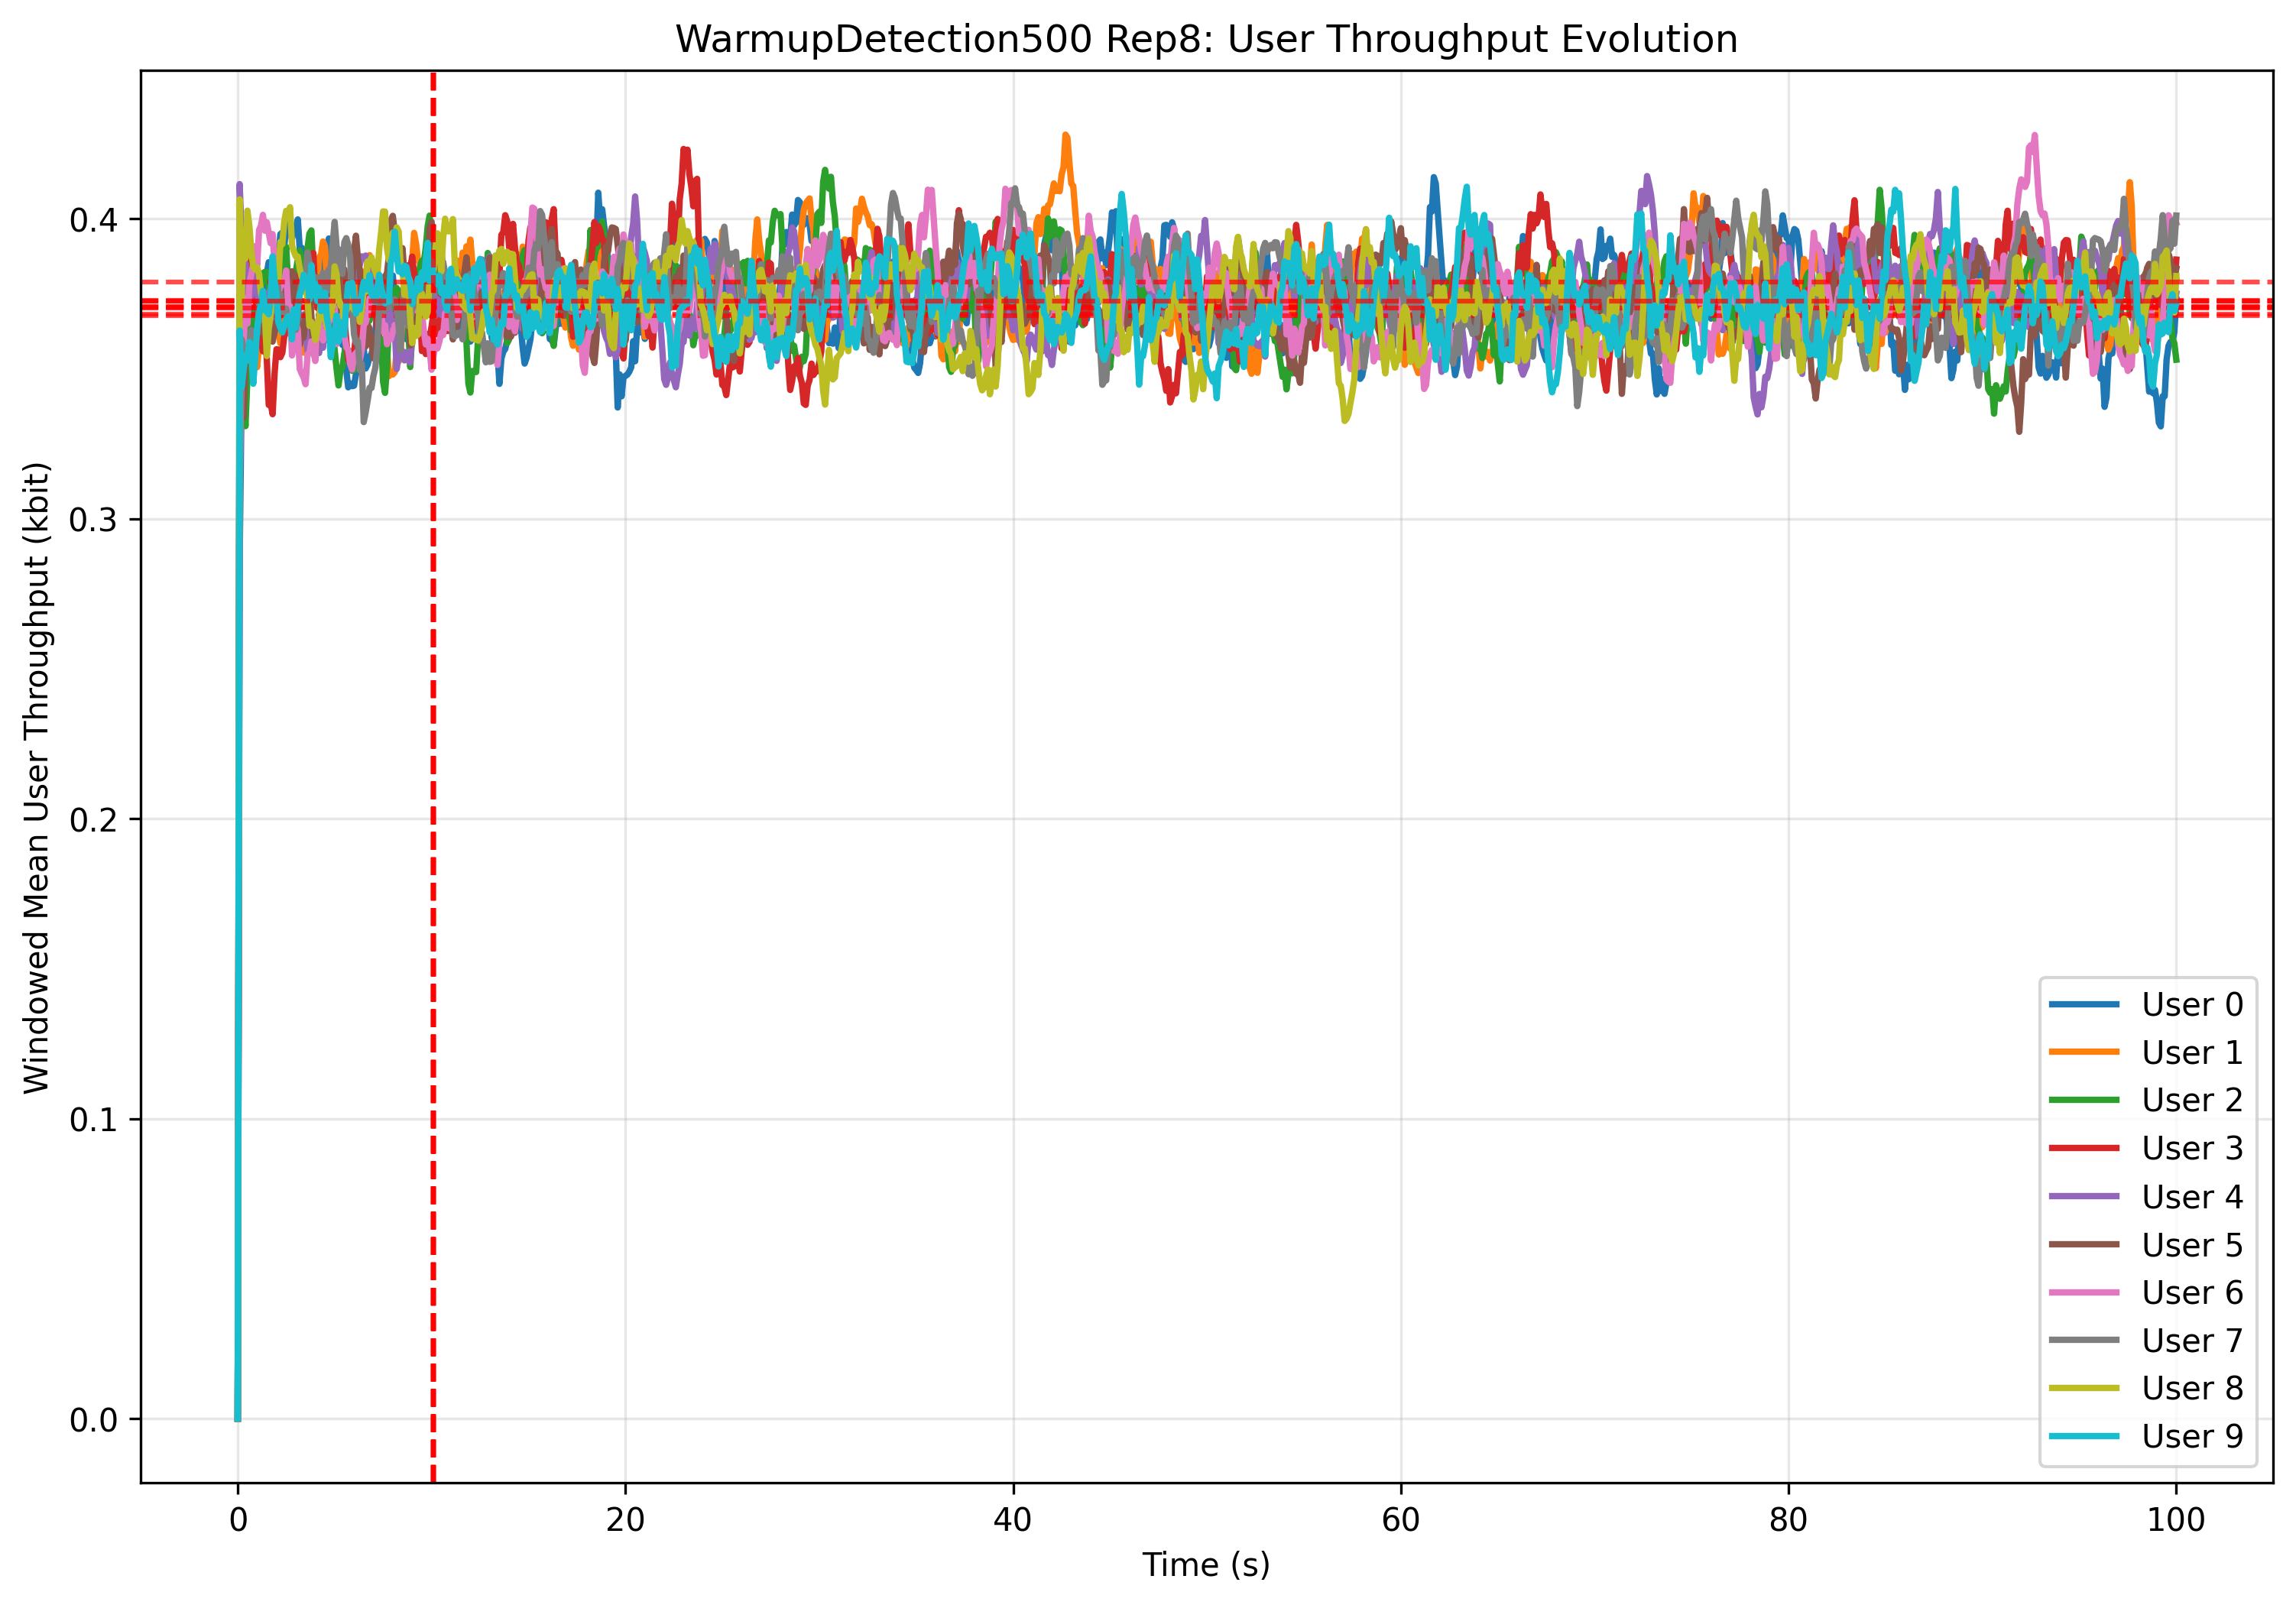 WarmupDetection500 Rep8: User Throughput Evolution
Windowed Mean User Throughput (kbit)
0.4
0.3
0.2
0.1
0.0
0
20
40
60
80
100
Time (s)
User 0
User 1
User 2
User 3
User 4
User 5
User 6
User 7
User 8
User 9